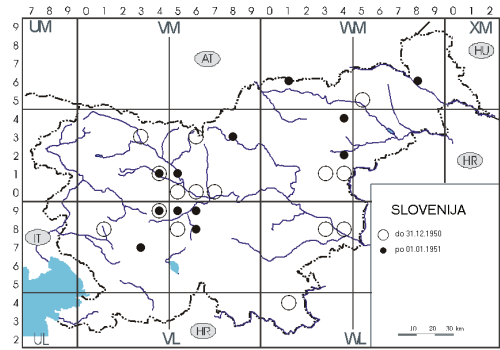 0 1 2 3 4 5 6 7 8 9 0 1 2 3 4 5 6 7 8 9 0 1 2
9
8
7
6
5
4
3
2
1
0
9
8
7
6
5
4
3
2
UM VM WM XM
AT
HU
HR
IT
SLOVENIJA
do 31.12.1950
po 01.01.1951
10 20 30 km
UL VL HR WL